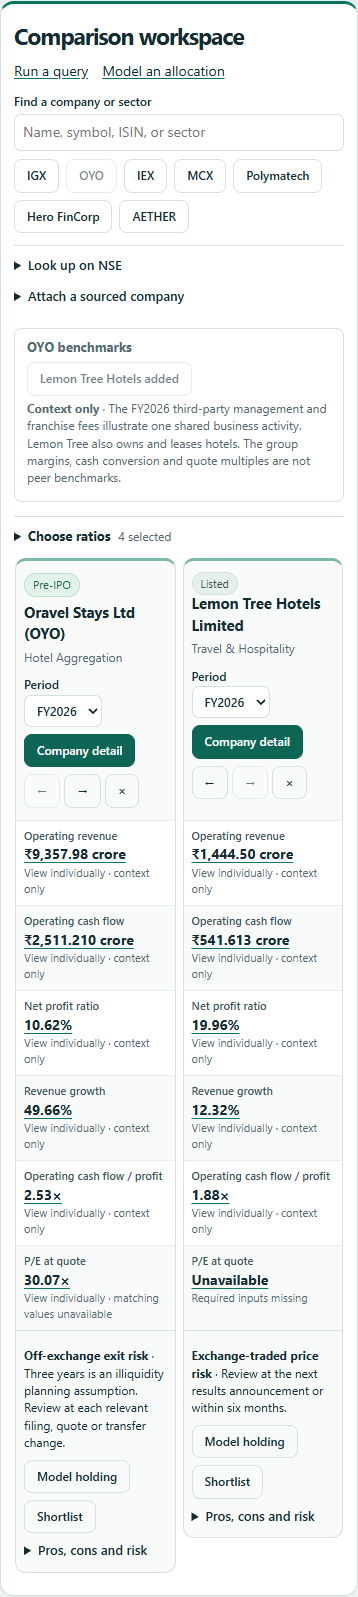 Comparison workspace
Run a query Model an allocation
Find a company or sector
Name, symbol, ISIN, or sector
IGX OYO IEX MCX Polymatech
Hero FinCorp AETHER
▶ Look up on NSE
▶ Attach a sourced company
OYO benchmarks
Lemon Tree Hotels added
Context only · The FY2026 third-party management and
franchise fees illustrate one shared business activity.
Lemon Tree also owns and leases hotels. The group
margins, cash conversion and quote multiples are not
peer benchmarks.
▶ Choose ratios 4 selected
Pre-IPO
Oravel Stays Ltd
(OYO)
Hotel Aggregation
Period
FY2026
Company detail
← → ×
Operating revenue
₹9,357.98 crore
View individually · context
only
Operating cash flow
₹2,511.210 crore
View individually · context
only
Net profit ratio
10.62%
View individually · context
only
Revenue growth
49.66%
View individually · context
only
Operating cash flow / profit
2.53×
View individually · context
only
P/E at quote
30.07×
View individually · matching
values unavailable
Off-exchange exit risk ·
Three years is an illiquidity
planning assumption.
Review at each relevant
filing, quote or transfer
change.
Model holding
Shortlist
▶ Pros, cons and risk
Listed
Lemon Tree Hotels
Limited
Travel & Hospitality
Period
FY2026
Company detail
← → ×
Operating revenue
₹1,444.50 crore
View individually · context
only
Operating cash flow
₹541.613 crore
View individually · context
only
Net profit ratio
19.96%
View individually · context
only
Revenue growth
12.32%
View individually · context
only
Operating cash flow / profit
1.88×
View individually · context
only
P/E at quote
Unavailable
Required inputs missing
Exchange-traded price
risk · Review at the next
results announcement or
within six months.
Model holding
Shortlist
▶ Pros, cons and risk